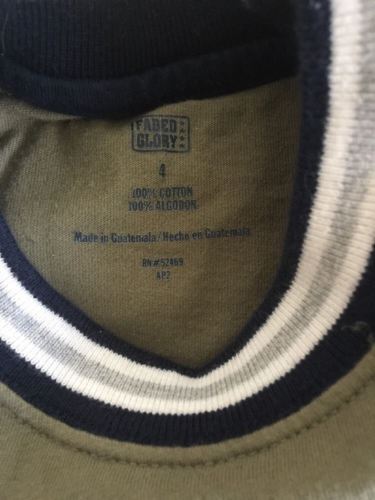 FADED
GLORY
4
100% COTTON
100% ALGODON
Made in Guatemala/Hecho en Guatemala
RN#52469
AP2